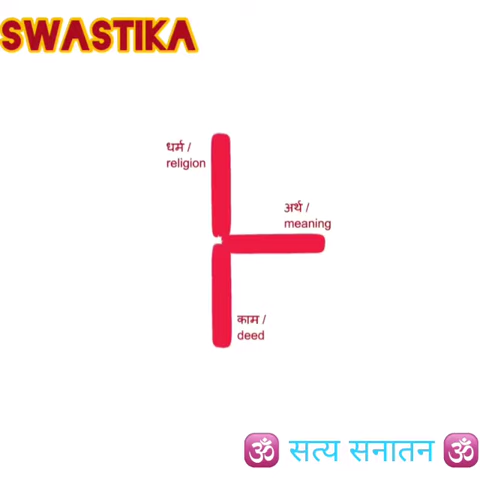 SWASTIKA
धर्म /
religion
अर्थ /
meaning
काम /
deed
🕉 सत्य सनातन 🕉